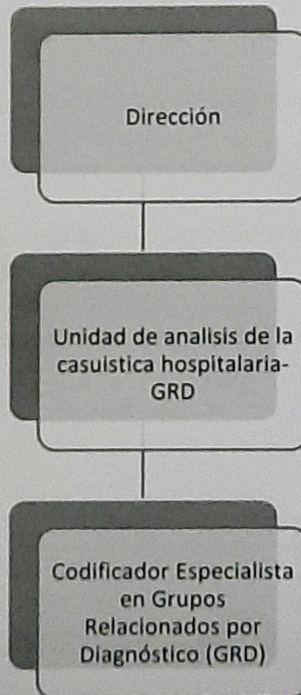 Dirección
Unidad de analisis de la
casuistica hospitalaria-
GRD
Codificador Especialista
en Grupos
Relacionados por
Diagnóstico (GRD)